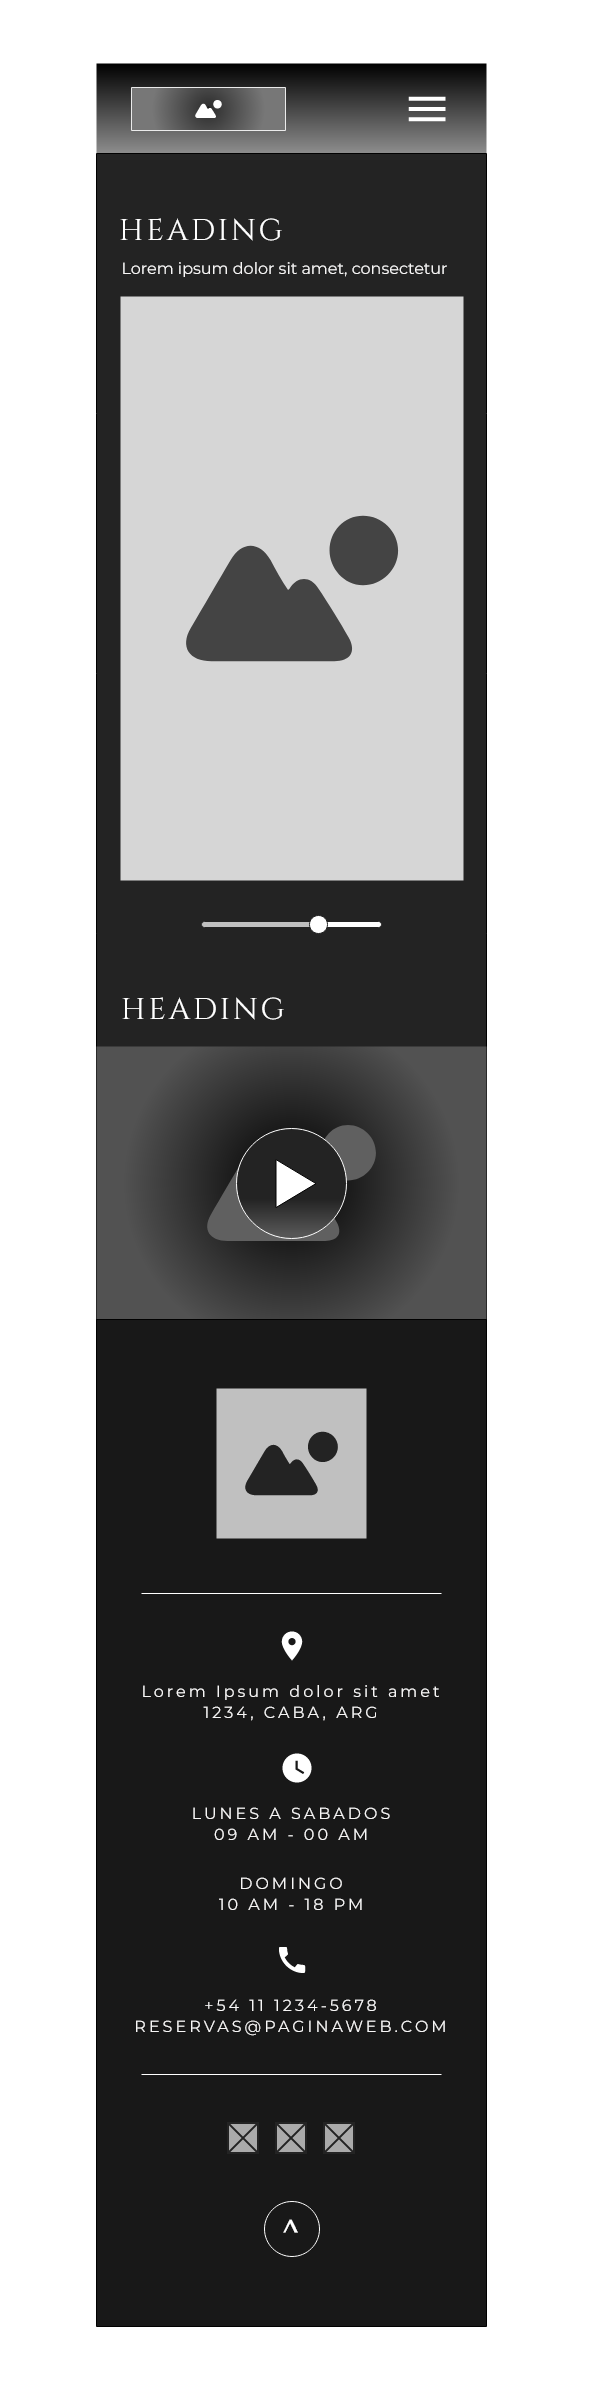 HEADING
Lorem ipsum dolor sit amet, consectetur
HEADING
Lorem Ipsum dolor sit amet
1234, CABA, ARG
LUNES A SABADOS
09 AM - 00 AM
DOMINGO
10 AM - 18 PM
+54 11 1234-5678
RESERVAS@PAGINAWEB.COM
^